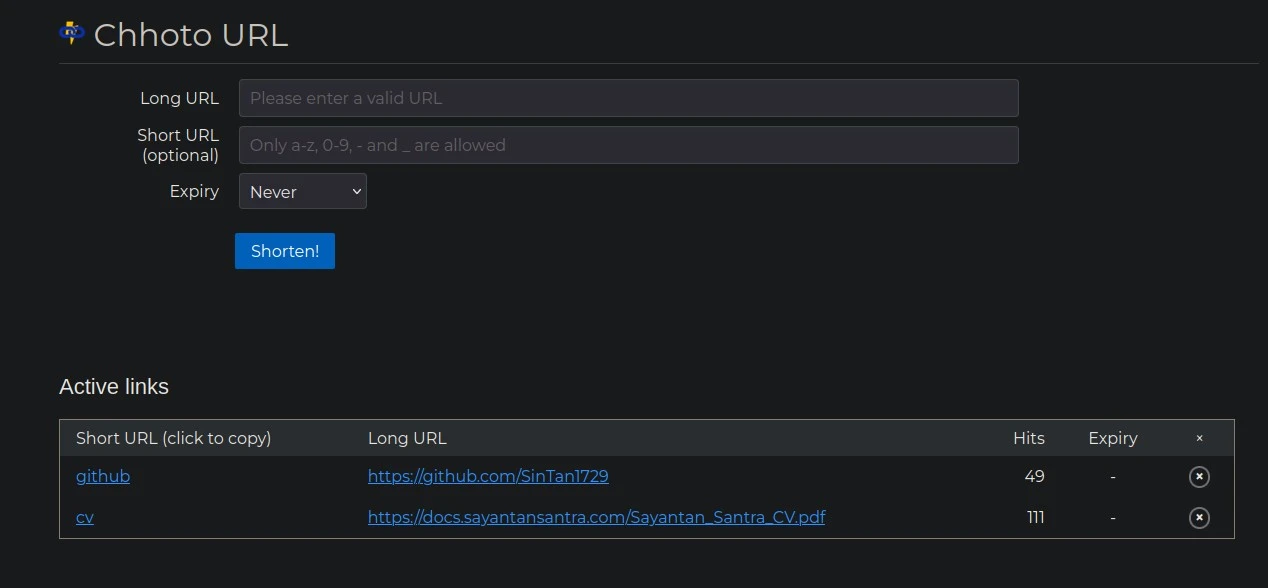 Chhoto URL
Long URL Please enter a valid URL
Short URL
(optional) Only a-z, 0-9, - and _ are allowed
Expiry Never
Shorten!
Active links
Short URL (click to copy) Long URL Hits Expiry ×
github https://github.com/SinTan1729 49 -
cv https://docs.sayantansantra.com/Sayantan_Santra_CV.pdf 111 -